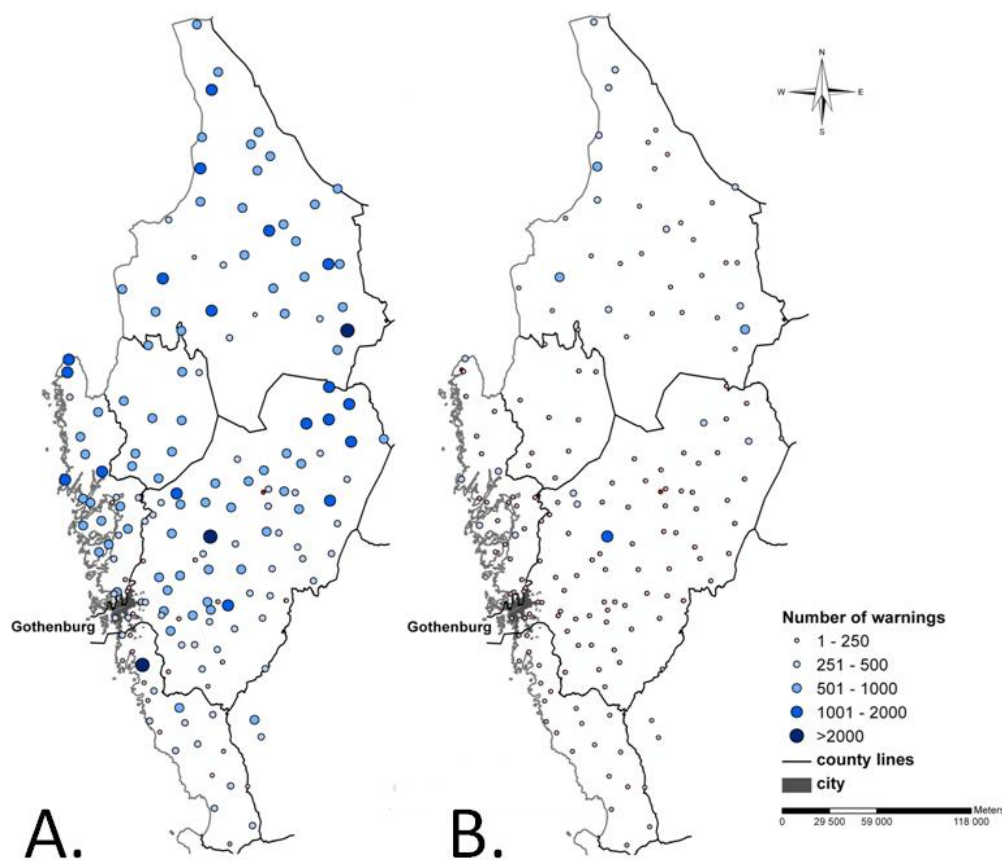 N
W E
S
Gothenburg
Gothenburg
Number of warnings
1 - 250
251 - 500
501 - 1000
1001 - 2000
>2000
county lines
city
Meters
0 29 500 59 000 118 000
A.
B.